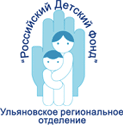 "Российский Детский Фонд"
Ульяновское региональное
отделение